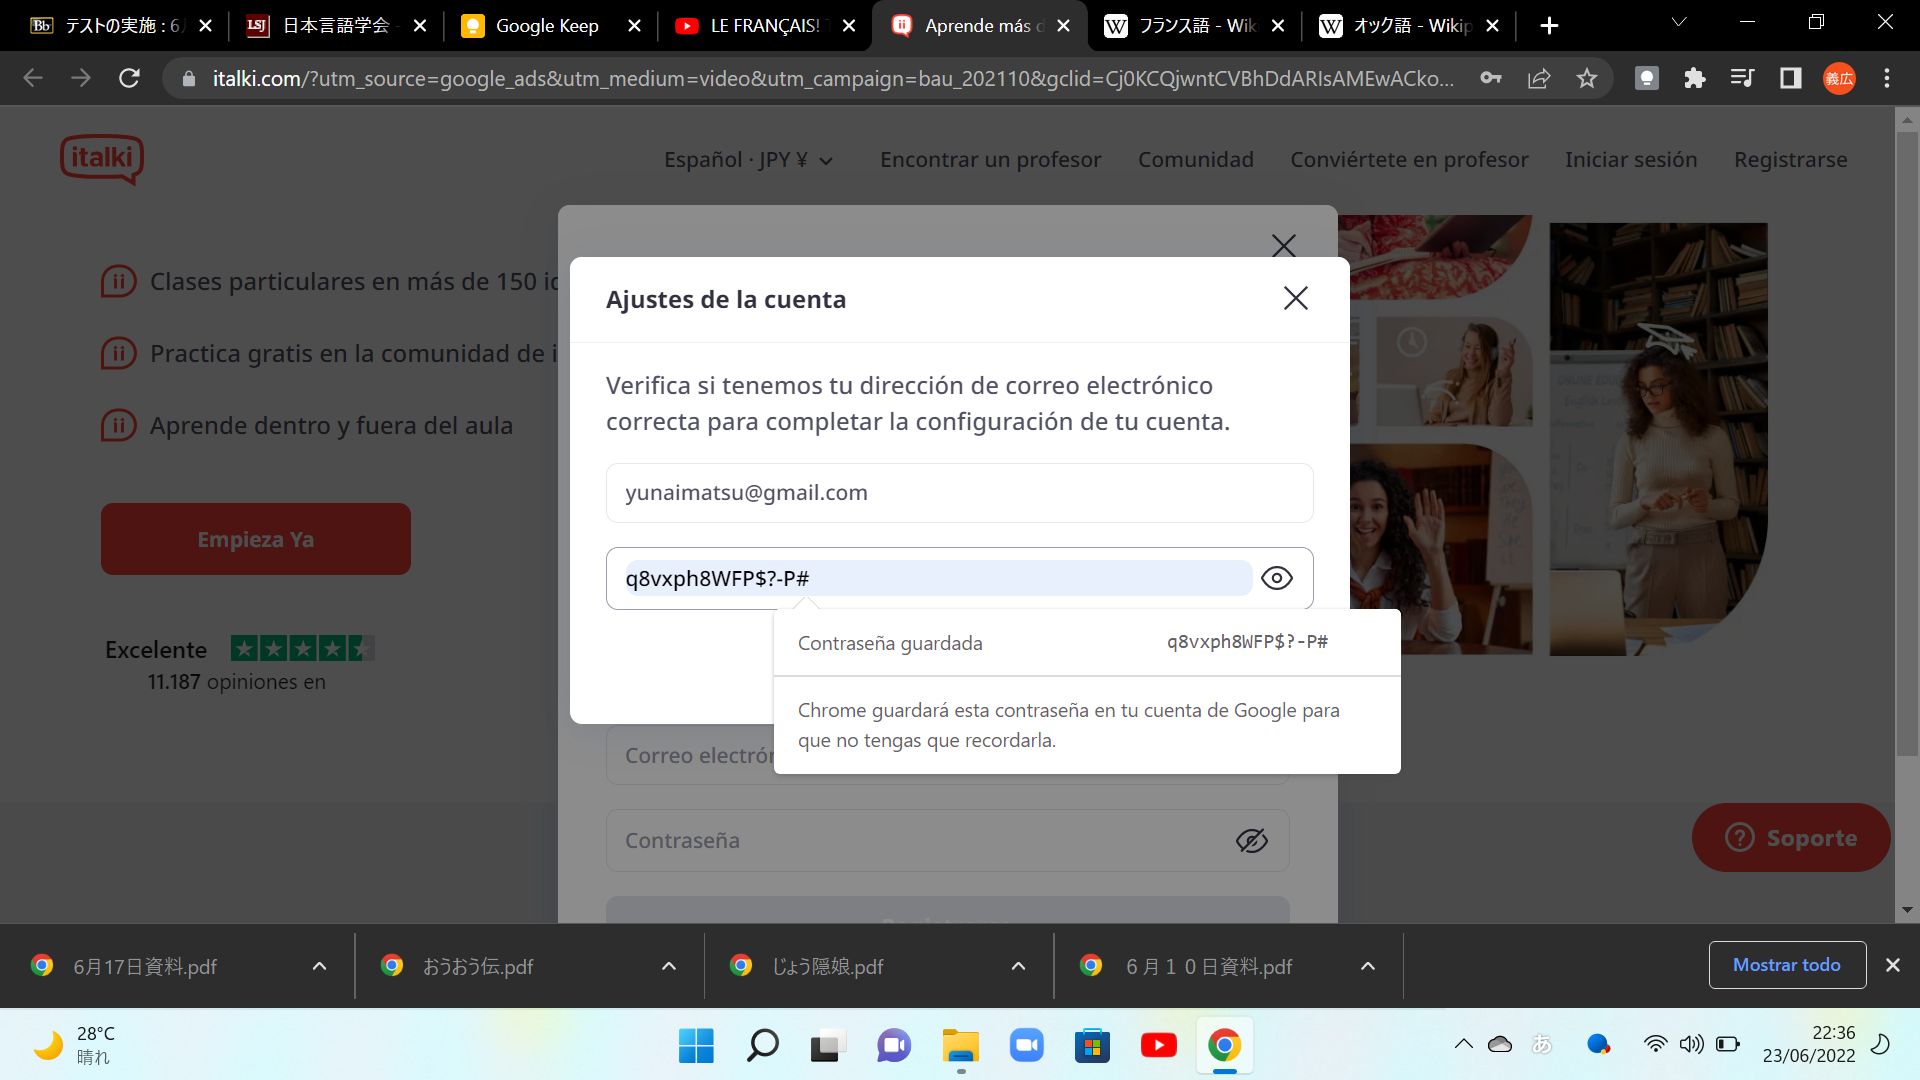 テストの実施 : 6月
日本言語学会 -
Google Keep
LE FRANÇAIS!
Aprende más d
フランス語 - Wik
オック語 - Wikip
italki.com/?utm_source=google_ads&utm_medium=video&utm_campaign=bau_202110&gclid=Cj0KCQjwntCVBhDdARIsAMEwACko...
義広
italki
Español · JPY ¥
Encontrar un profesor
Comunidad
Conviértete en profesor
Iniciar sesión
Registrarse
Clases particulares en más de 150 id
Practica gratis en la comunidad de i
Aprende dentro y fuera del aula
Empieza Ya
Excelente
11.187 opiniones en
Ajustes de la cuenta
Verifica si tenemos tu dirección de correo electrónico
correcta para completar la configuración de tu cuenta.
yunaimatsu@gmail.com
q8vxph8WFP$?-P#
Contraseña guardada
q8vxph8WFP$?-P#
Chrome guardará esta contraseña en tu cuenta de Google para
que no tengas que recordarla.
Correo electrón
Contraseña
Soporte
6月17日資料.pdf
おうおう伝.pdf
じょう隠娘.pdf
６月１０日資料.pdf
Mostrar todo
28°C
晴れ
あ
22:36
23/06/2022